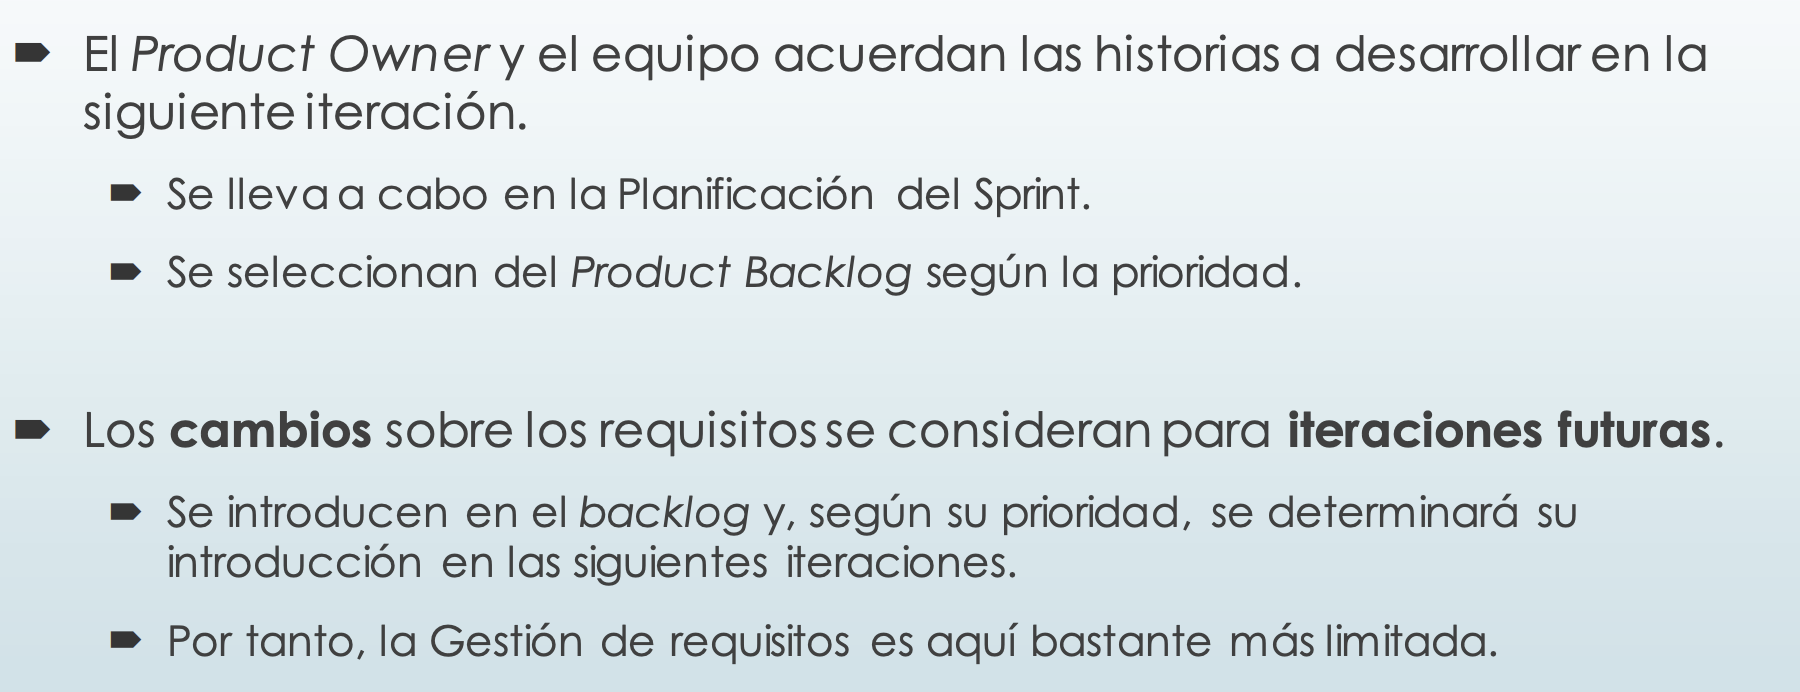 El Product Owner y el equipo acuerdan las historias a desarrollar en la
siguiente iteración.
Se lleva a cabo en la Planificación del Sprint.
Se seleccionan del Product Backlog según la prioridad.
Los cambios sobre los requisitos se consideran para iteraciones futuras.
Se introducen en el backlog y, según su prioridad, se determinará su
introducción en las siguientes iteraciones.
Por tanto, la Gestión de requisitos es aquí bastante más limitada.